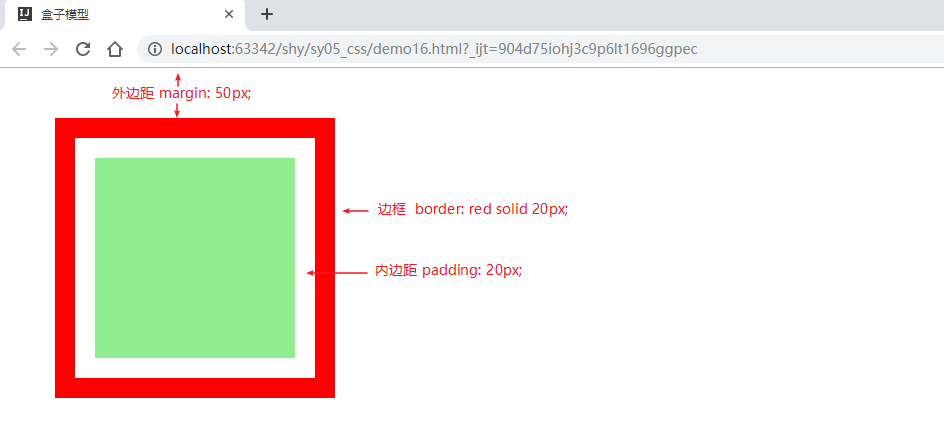 IJ 盒子模型
localhost:63342/shy/sy05_css/demo16.html?_ijt=904d75iohj3c9p6lt1696ggpec
外边距 margin: 50px;
边框 border: red solid 20px;
内边距 padding: 20px;